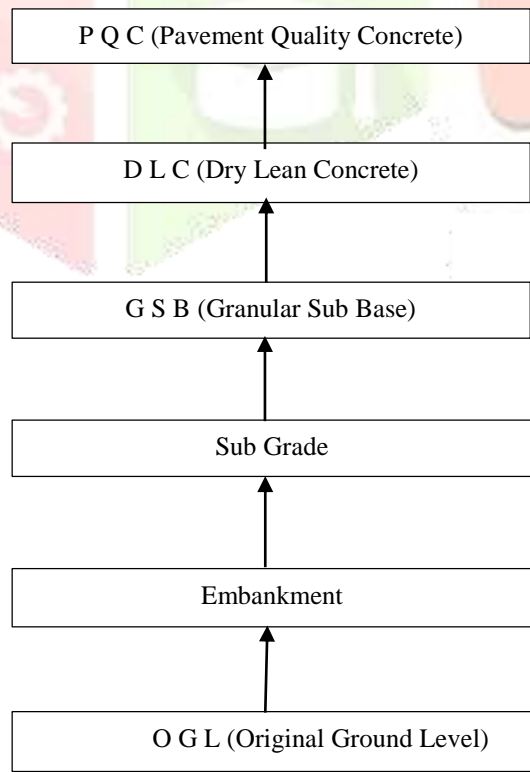 P Q C (Pavement Quality Concrete)
D L C (Dry Lean Concrete)
G S B (Granular Sub Base)
Sub Grade
Embankment
O G L (Original Ground Level)